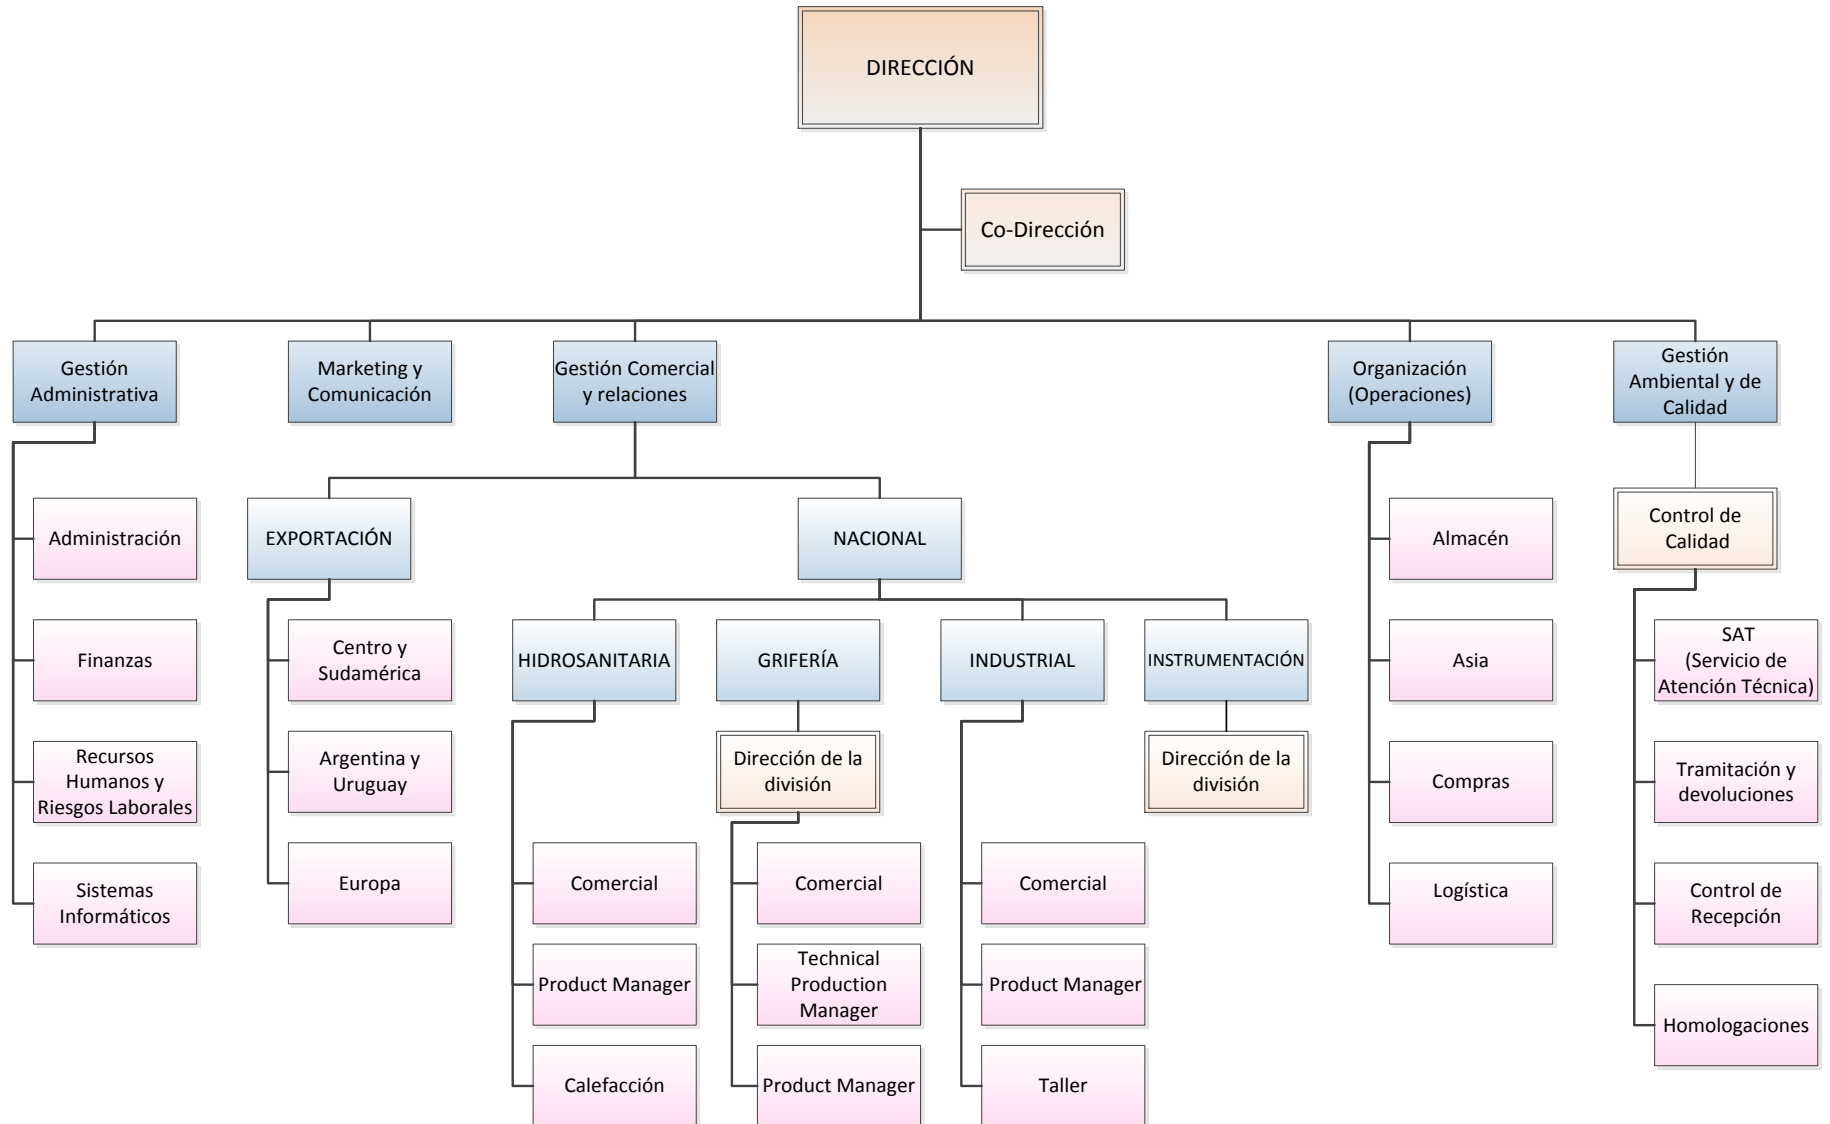 DIRECCIÓN
Co-Dirección
Gestión
Administrativa
Marketing y
Comunicación
Gestión Comercial
y relaciones
Organización
(Operaciones)
Gestión
Ambiental y de
Calidad
Administración
EXPORTACIÓN
NACIONAL
Almacén
Control de
Calidad
Finanzas
Centro y
Sudamérica
HIDROSANITARIA
GRIFERÍA
INDUSTRIAL
INSTRUMENTACIÓN
Asia
SAT
(Servicio de
Atención Técnica)
Recursos
Humanos y
Riesgos Laborales
Argentina y
Uruguay
Dirección de la
división
Dirección de la
división
Compras
Tramitación y
devoluciones
Sistemas
Informáticos
Europa
Comercial
Comercial
Comercial
Logística
Control de
Recepción
Product Manager
Technical
Production
Manager
Product Manager
Homologaciones
Calefacción
Product Manager
Taller